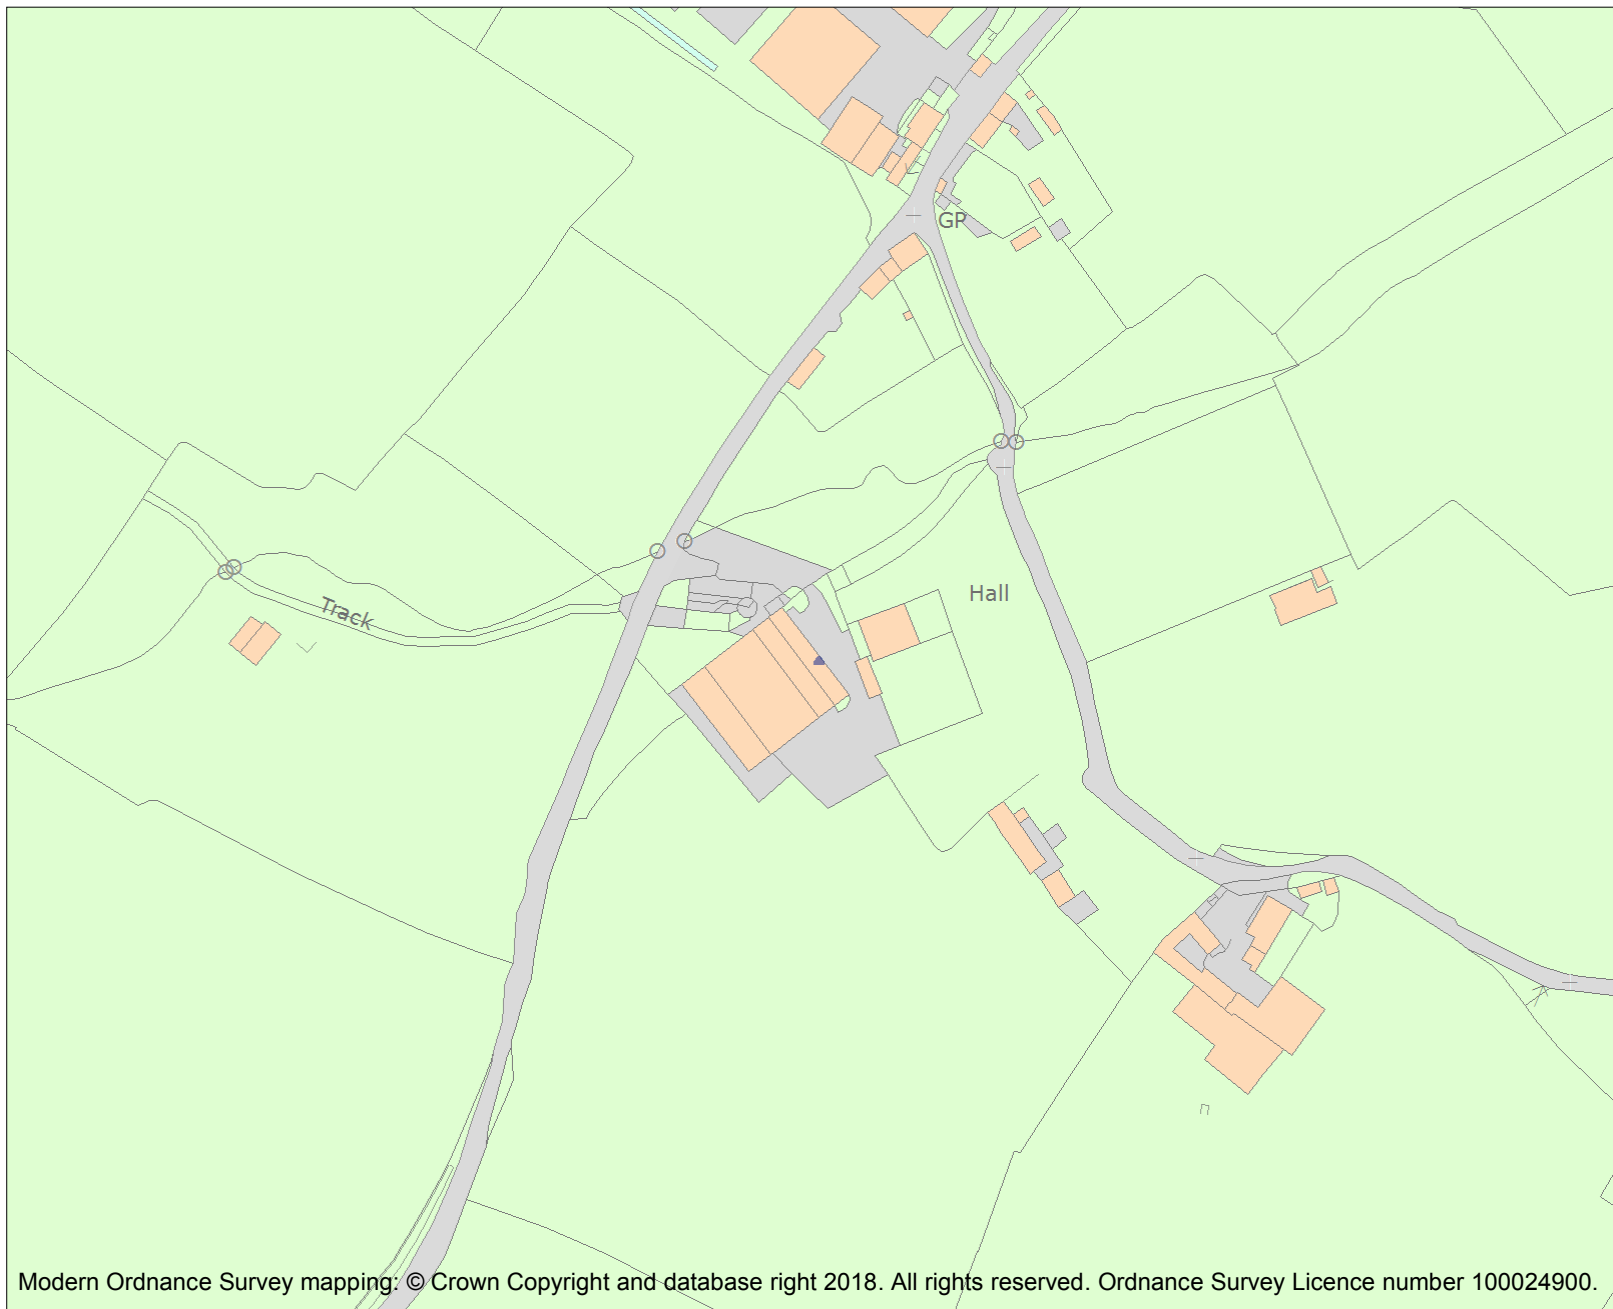 GP
Hall
Track
Modern Ordnance Survey mapping: © Crown Copyright and database right 2018. All rights reserved. Ordnance Survey Licence number 100024900.